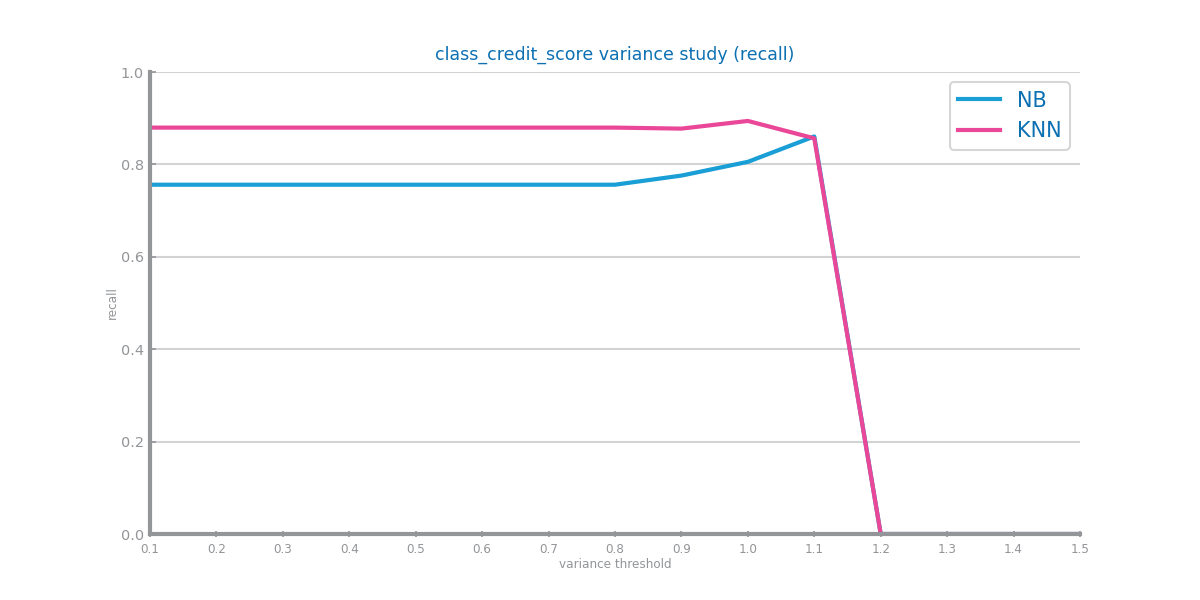 class_credit_score variance study (recall)
NB
KNN
recall
1.0
0.8
0.6
0.4
0.2
0.0
0.1 0.2 0.3 0.4 0.5 0.6 0.7 0.8 0.9 1.0 1.1 1.2 1.3 1.4 1.5
variance threshold